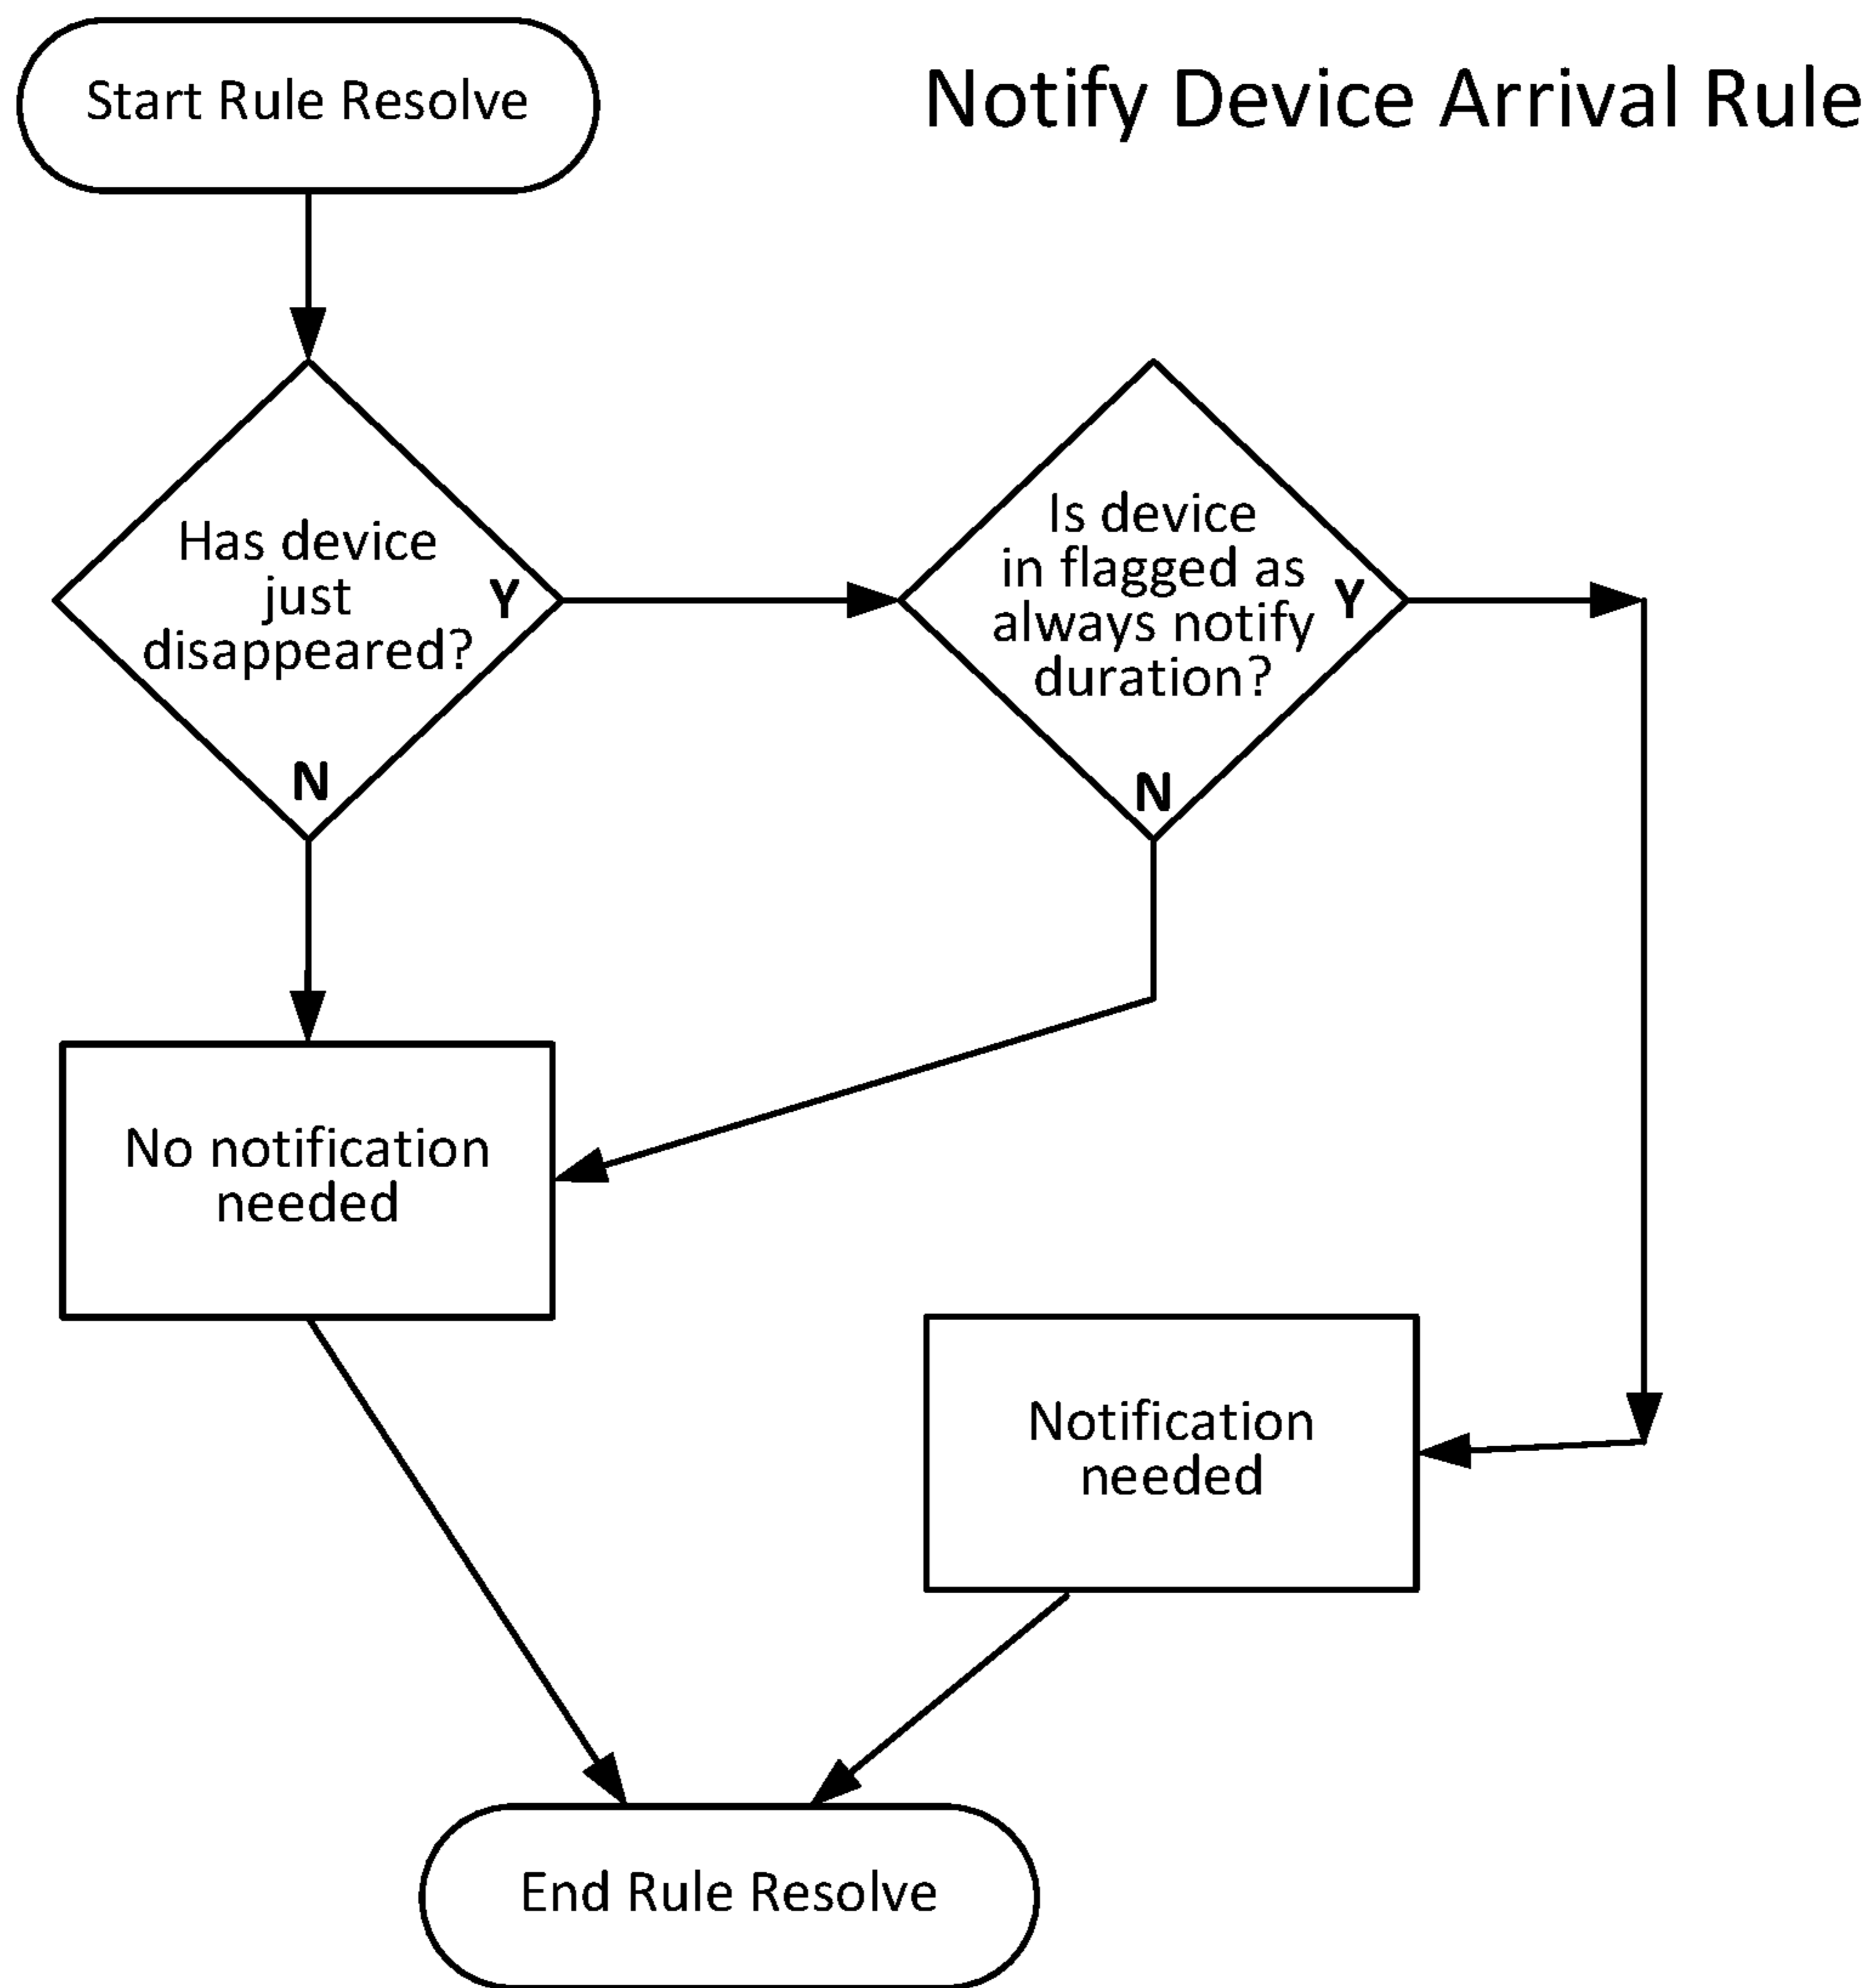 Start Rule Resolve
Notify Device Arrival Rule
Has device
just
disappeared?
Y
N
Is device
in flagged as
always notify
duration?
Y
N
No notification
needed
Notification
needed
End Rule Resolve